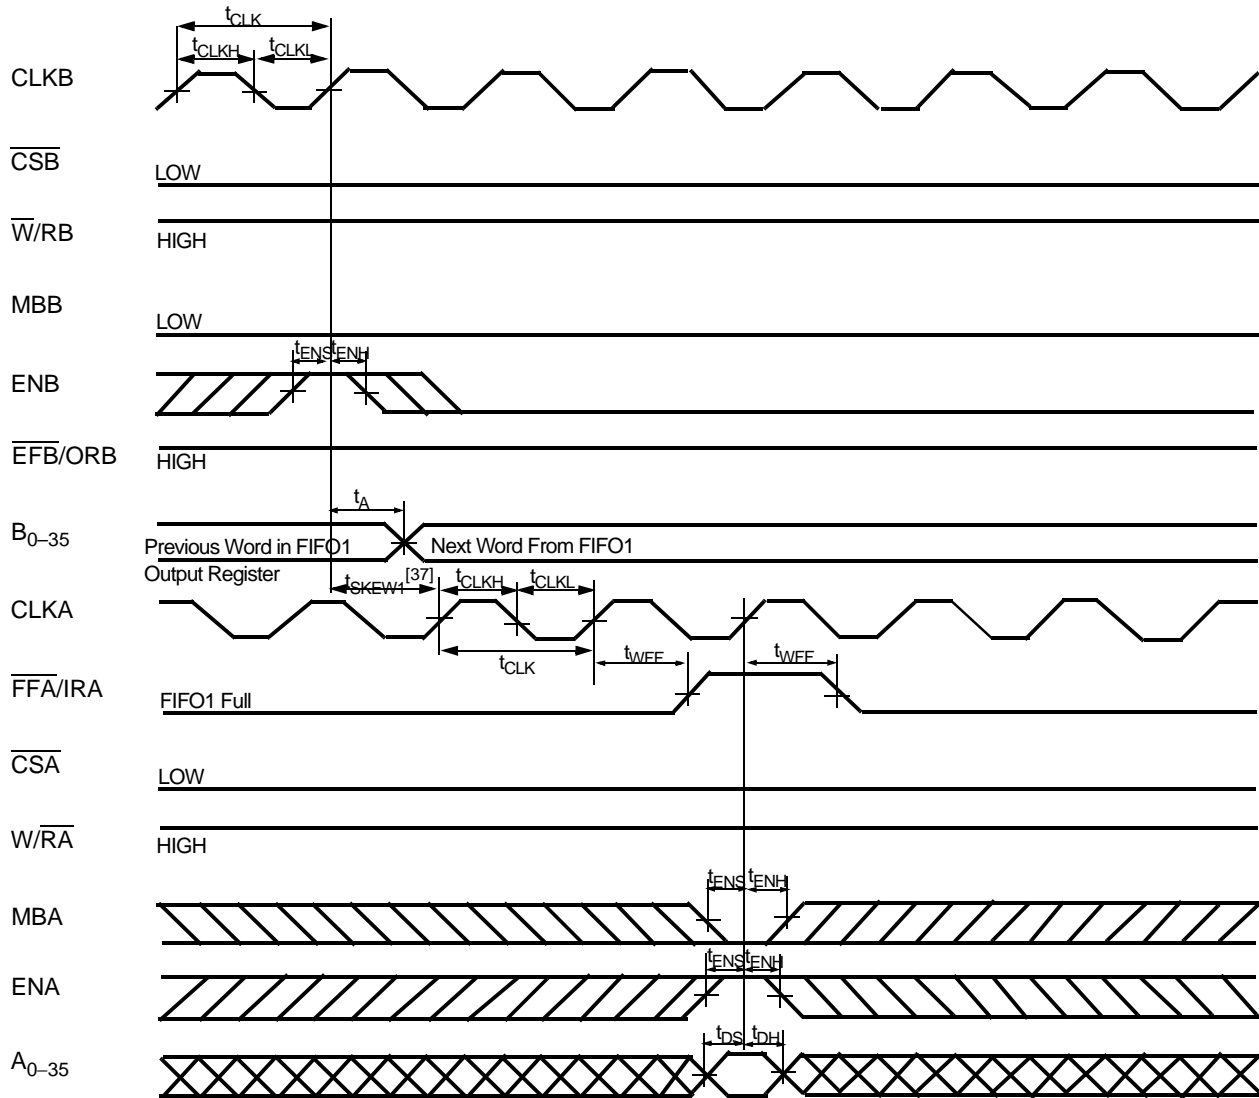 tCLK
tCLKH tCLKL
CLKB
CSB
LOW
W/RB
HIGH
MBB
LOW
tENS tENH
ENB
EFB/ORB
HIGH
tA
B0–35
Previous Word in FIFO1 Next Word From FIFO1
Output Register
tSKEW1[37] tCLKH tCLKL
CLKA
tCLK tWFF tWFF
FFA/IRA
FIFO1 Full
CSA
LOW
W/RA
HIGH
tENS tENH
MBA
tENS tENH
ENA
tDS tDH
A0–35